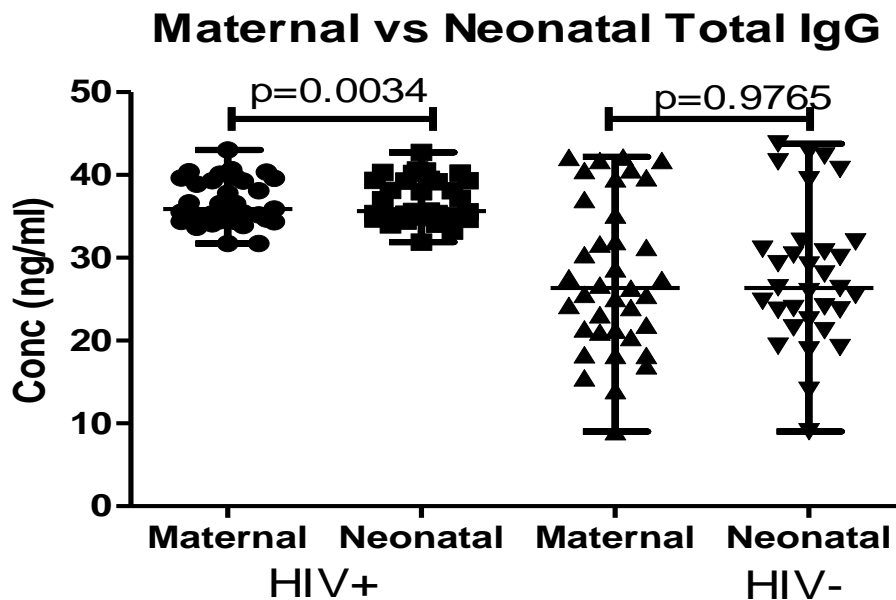 Maternal vs Neonatal Total IgG
p=0.0034 p=0.9765
Conc (ng/ml)
50
40
30
20
10
0
Maternal Neonatal Maternal Neonatal
HIV+ HIV-